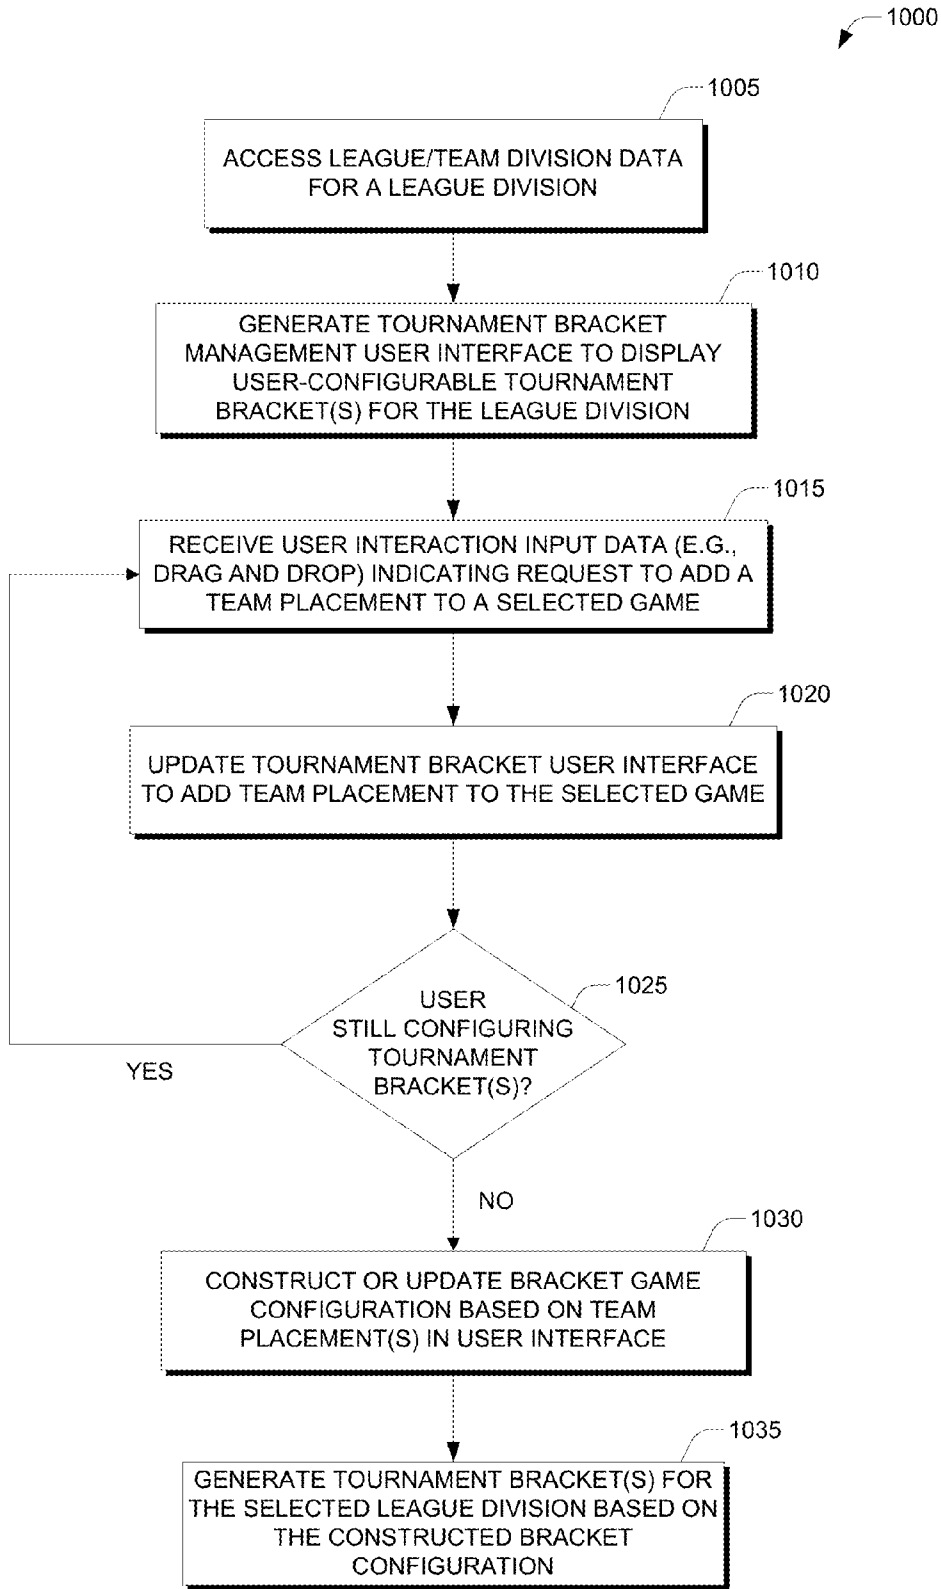 1000
1005
ACCESS LEAGUE/TEAM DIVISION DATA
FOR A LEAGUE DIVISION
1010
GENERATE TOURNAMENT BRACKET
MANAGEMENT USER INTERFACE TO DISPLAY
USER-CONFIGURABLE TOURNAMENT
BRACKET(S) FOR THE LEAGUE DIVISION
1015
RECEIVE USER INTERACTION INPUT DATA (E.G.,
DRAG AND DROP) INDICATING REQUEST TO ADD A
TEAM PLACEMENT TO A SELECTED GAME
1020
UPDATE TOURNAMENT BRACKET USER INTERFACE
TO ADD TEAM PLACEMENT TO THE SELECTED GAME
1025
USER
STILL CONFIGURING
TOURNAMENT
BRACKET(S)?
YES
NO
1030
CONSTRUCT OR UPDATE BRACKET GAME
CONFIGURATION BASED ON TEAM
PLACEMENT(S) IN USER INTERFACE
1035
GENERATE TOURNAMENT BRACKET(S) FOR
THE SELECTED LEAGUE DIVISION BASED ON
THE CONSTRUCTED BRACKET
CONFIGURATION